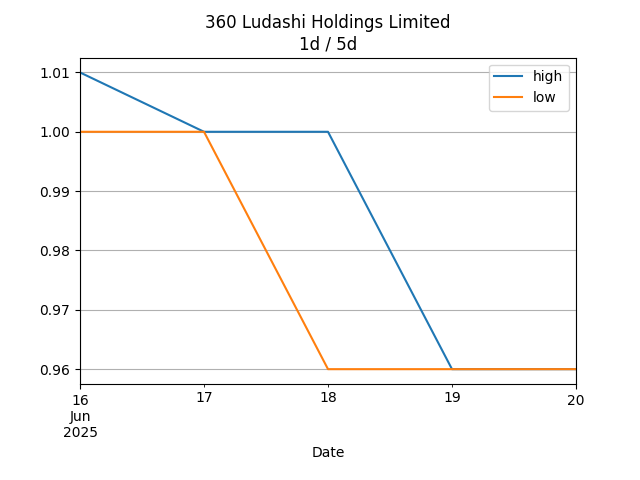 360 Ludashi Holdings Limited
1d / 5d
high
low
1.01
1.00
0.99
0.98
0.97
0.96
16 17 18 19 20
Jun
2025
Date